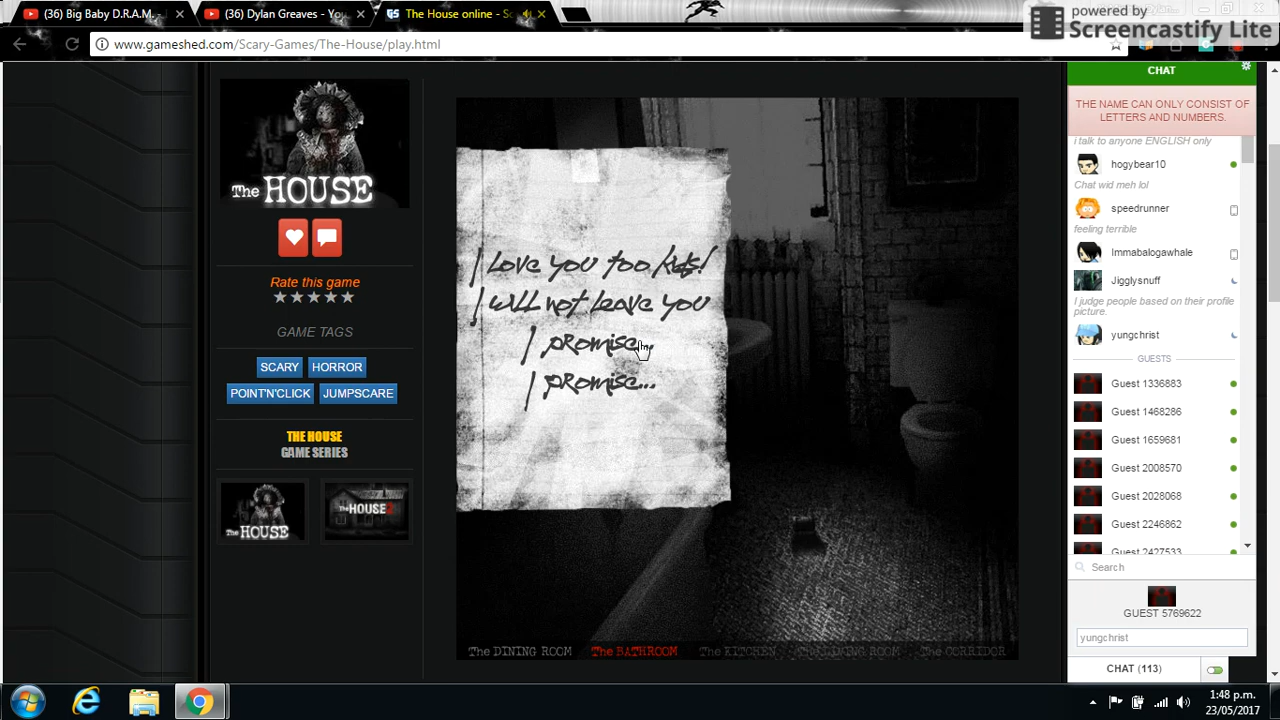 (36) Big Baby D.R.A.M. -
(36) Dylan Greaves - Yo
The House online - Sc
powered by
Screencastify Lite
www.gameshed.com/Scary-Games/The-House/play.html
The HOUSE
Rate this game
GAME TAGS
SCARY
HORROR
POINT'N'CLICK
JUMPSCARE
THE HOUSE
GAME SERIES
The HOUSE
The HOUSE2
I Love you too kids!
I will not leave you
I promise...
I promise...
The DINING ROOM
The BATHROOM
The KITCHEN
The LIVING ROOM
The CORRIDOR
CHAT
THE NAME CAN ONLY CONSIST OF
LETTERS AND NUMBERS.
i talk to anyone ENGLISH only
hogybear10
Chat wid meh lol
speedrunner
feeling terrible
Immabalogawhale
Jigglysnuff
I judge people based on their profile
picture.
yungchrist
GUESTS
Guest 1336883
Guest 1468286
Guest 1659681
Guest 2008570
Guest 2028068
Guest 2246862
Guest 2427533
Search
GUEST 5769622
yungchrist
CHAT (113)
1:48 p.m.
23/05/2017